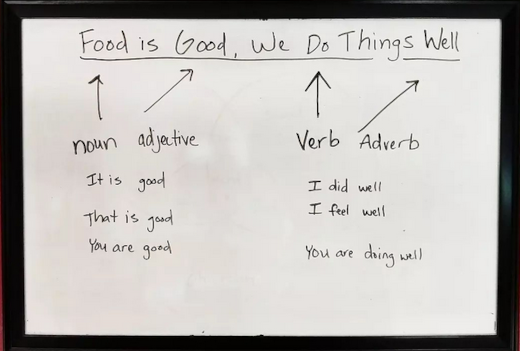 Food is Good, We Do Things Well
noun adjective
Verb Adverb
It is good
That is good
You are good
I did well
I feel well
You are doing well